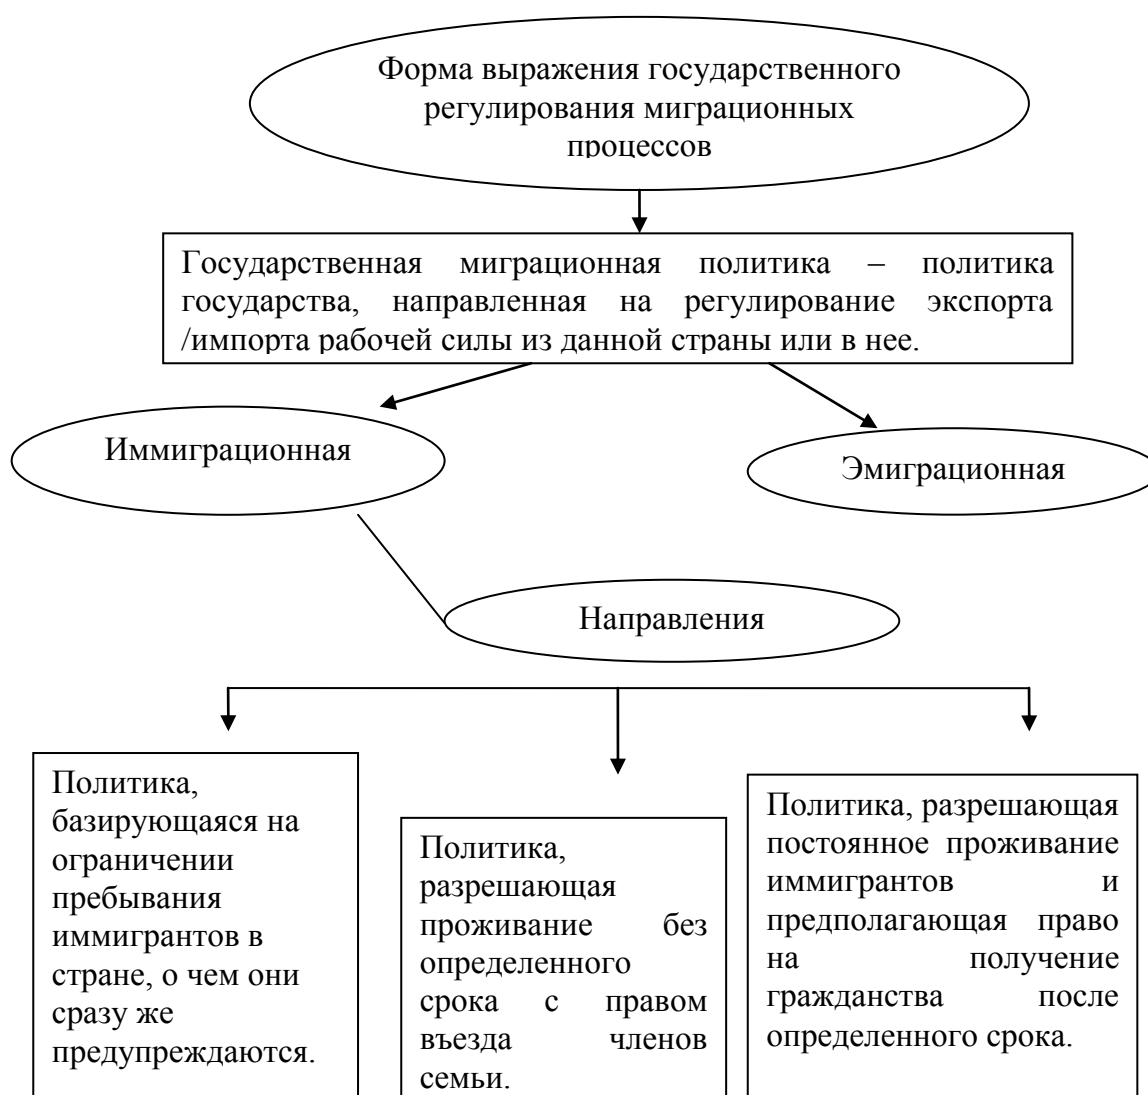 Форма выражения государственного
регулирования миграционных
процессов
Государственная миграционная политика – политика
государства, направленная на регулирование экспорта
/импорта рабочей силы из данной страны или в нее.
Иммиграционная
Эмиграционная
Направления
Политика,
базирующаяся на
ограничении
пребывания
иммигрантов в
стране, о чем они
сразу же
предупреждаются.
Политика,
разрешающая
проживание без
определенного
срока с правом
въезда членов
семьи.
Политика, разрешающая
постоянное проживание
иммигрантов и
предполагающая право
на получение
гражданства после
определенного срока.